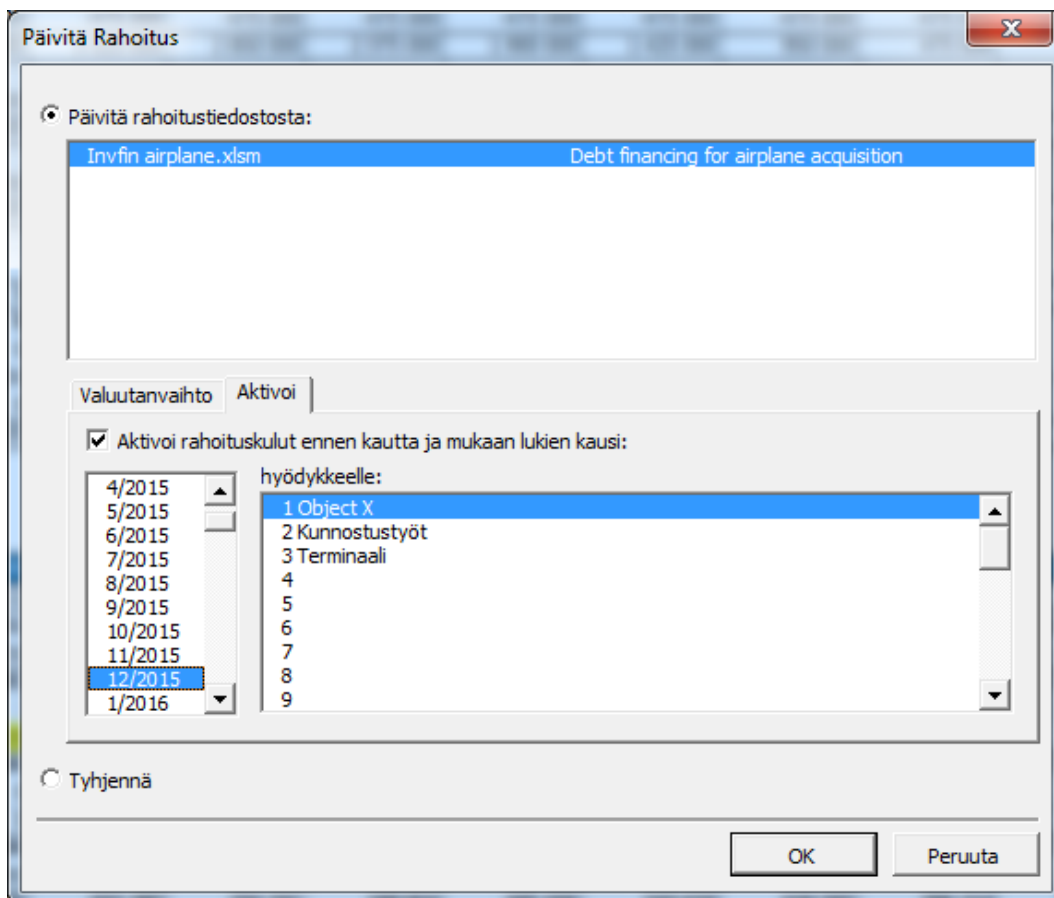 Päivitä Rahoitus
Päivitä rahoitustiedostosta:
Invfin airplane.xlsm Debt financing for airplane acquisition
Valuutanvaihto Aktivoi
Aktivoi rahoituskulut ennen kautta ja mukaan lukien kausi:
hyödykkeelle:
4/2015
5/2015
6/2015
7/2015
8/2015
9/2015
10/2015
11/2015
12/2015
1/2016
1 Object X
2 Kunnostustyöt
3 Terminaali
4
5
6
7
8
9
Tyhjennä
OK Peruuta